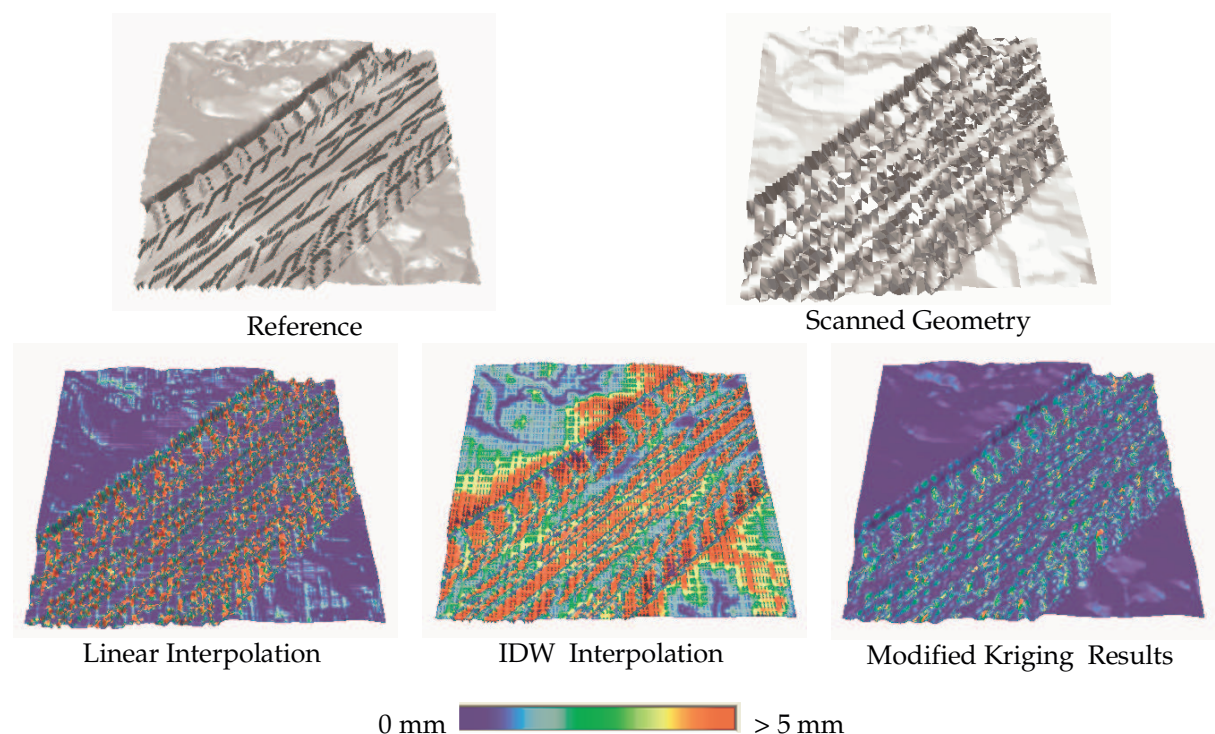 Reference
Scanned Geometry
Linear Interpolation
IDW Interpolation
Modified Kriging Results
0 mm
> 5 mm